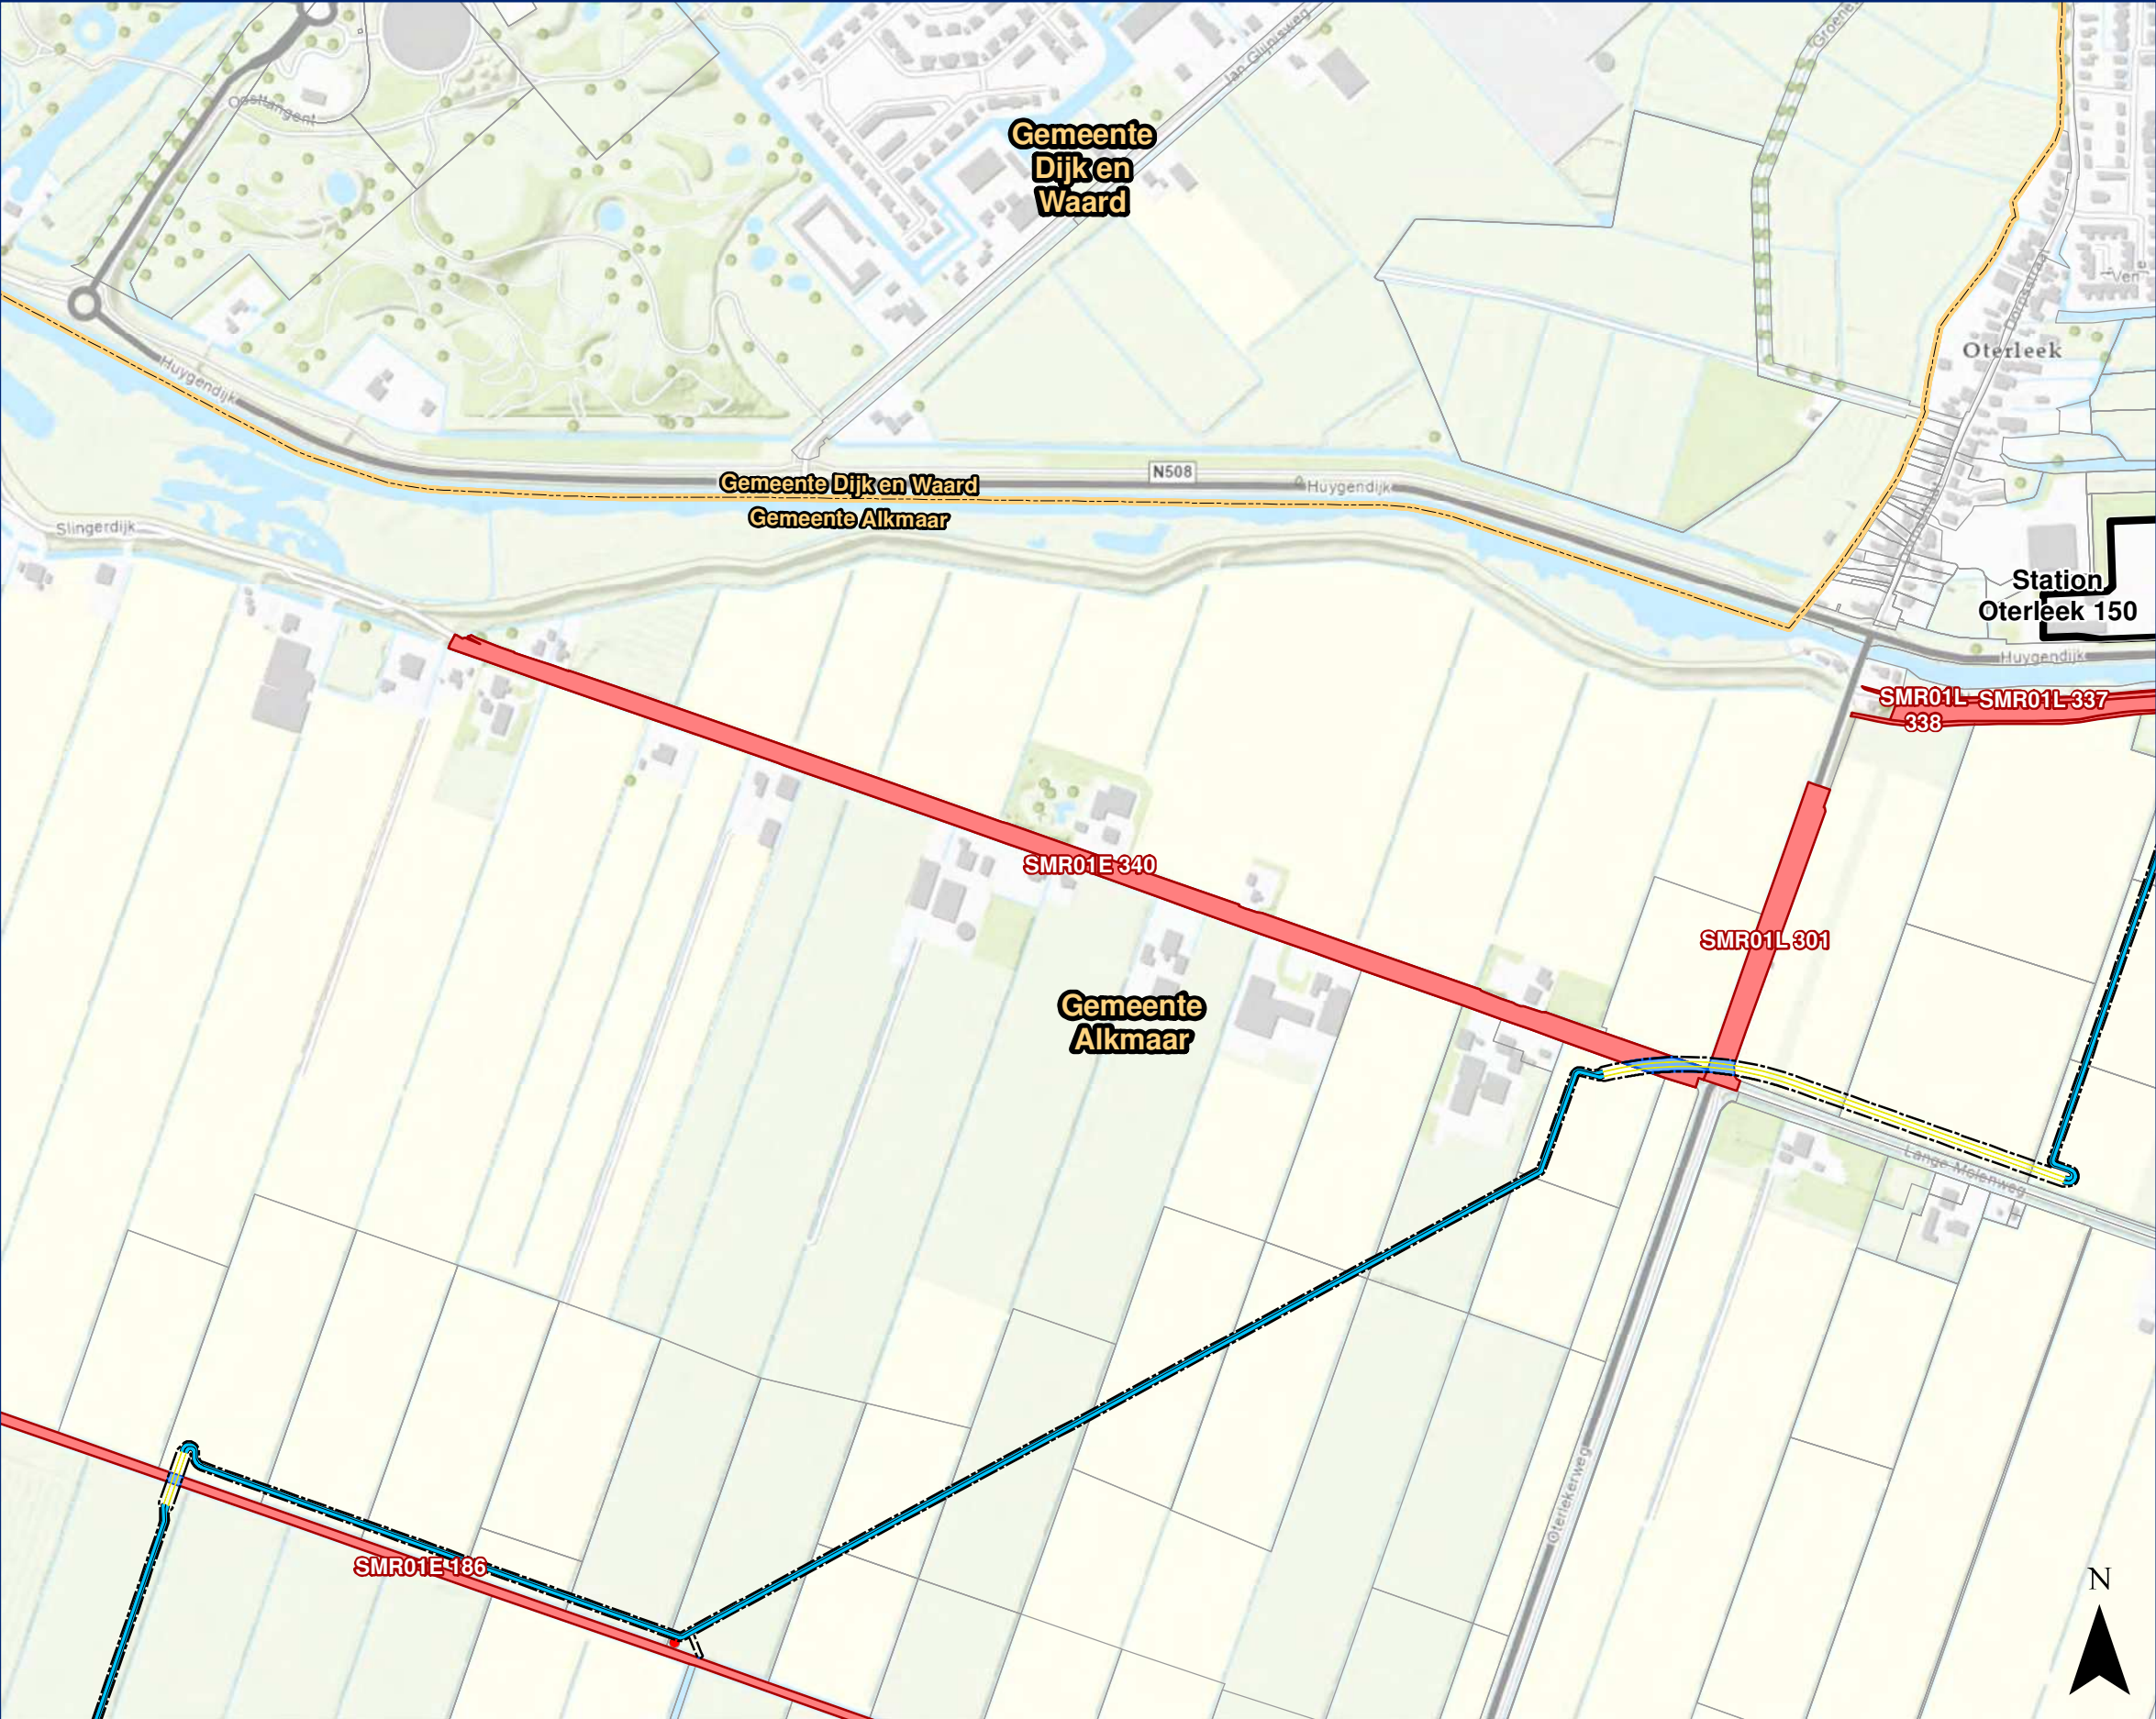 Jan Glijnisweg
Oosttangent
Gemeente
Dijk en
Waard
Dorpsstraat
Oterleek
Huygendijk
N508
Gemeente Dijk en Waard
Huygendijk
Gemeente Alkmaar
Slingerdijk
Station
Oterleek 150
Huygendijk
SMR01L
338
SMR01L 337
SMR01E 340
SMR01L 301
Gemeente
Alkmaar
Lange Molenweg
Oterlekerweg
SMR01E 186
N